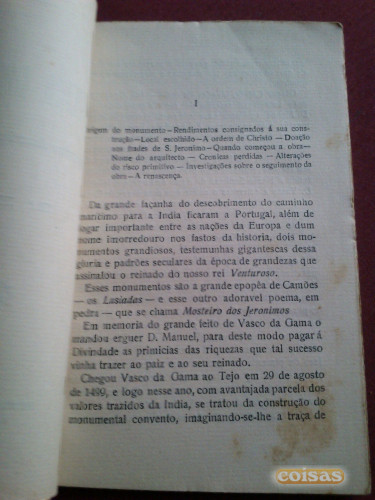 I
Origem do monumento—Rendimentos consignados á sua cons-
trução—Local escolhido—A ordem de Christo—Doação
aos frades de S. Jeronimo—Quando começou a obra—
Nome do arquitecto—Cronicas perdidas—Alterações
do risco primitivo—Investigações sobre o seguimento da
obra—A renascença.
Da grande façanha do descobrimento do caminho
maritimo para a India ficaram a Portugal, além de
logar importante entre as nações da Europa e dum
nome imorredouro nos fastos da historia, dois mo-
numentos grandiosos, testemunhas gigantescas dessa
gloria e padrões seculares da época de grandezas que
assinalou o reinado do nosso rei Venturoso.
Esses monumentos são a grande epopêa de Camões
— os Lusiadas — e esse outro adoravel poema, em
pedra — que se chama Mosteiro dos Jeronimos
Em memoria do grande feito de Vasco da Gama o
mandou erguer D. Manuel, para deste modo pagar á
Divindade as primicias das riquezas que tal sucesso
vinha trazer ao paiz e ao seu reinado.
Chegou Vasco da Gama ao Tejo em 29 de agosto
de 1499, e logo nesse ano, com avantajada parcela dos
valores trazidos da India, se tratou da construção do
monumental convento, imaginando-se-lhe a traça de
coisas